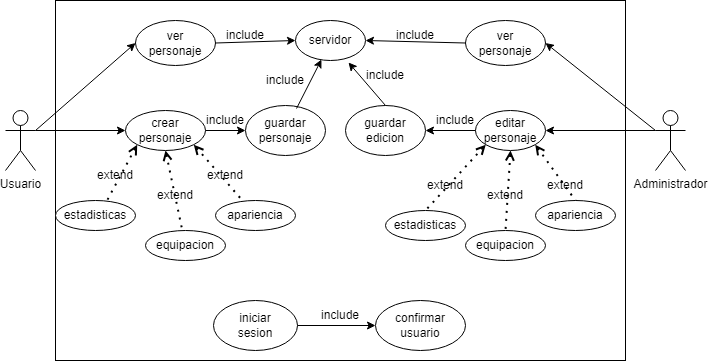 ver
personaje
include
servidor
include
ver
personaje
include
include
crear
personaje
include
guardar
personaje
guardar
edicion
include
editar
personaje
Usuario
Administrador
extend
extend
extend
extend
extend
extend
estadisticas
apariencia
equipacion
estadisticas
apariencia
equipacion
iniciar
sesion
include
confirmar
usuario